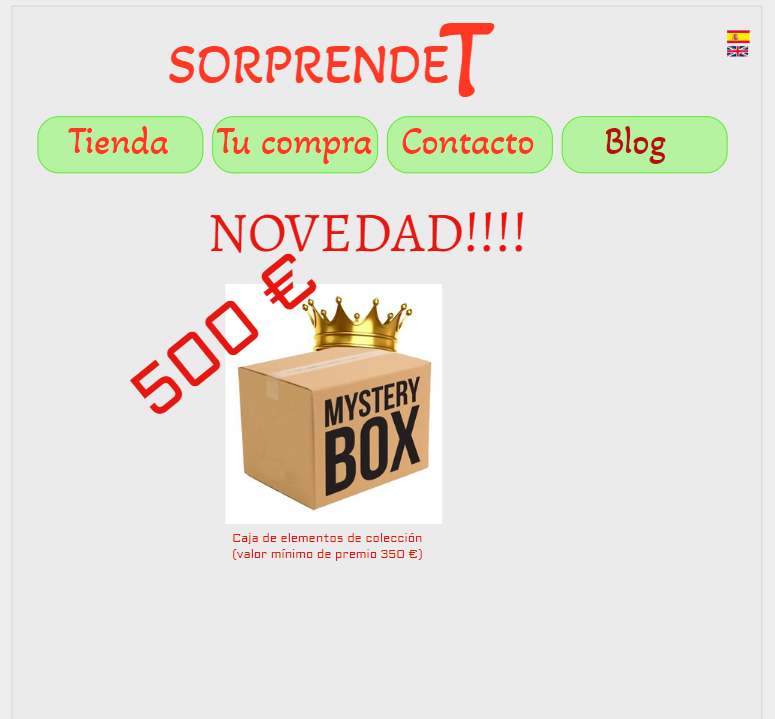 SORPRENDET
Tienda
Tu compra
Contacto
Blog
NOVEDAD!!!!
500 €
MYSTERY
BOX
Caja de elementos de colección
(valor mínimo de premio 350 €)